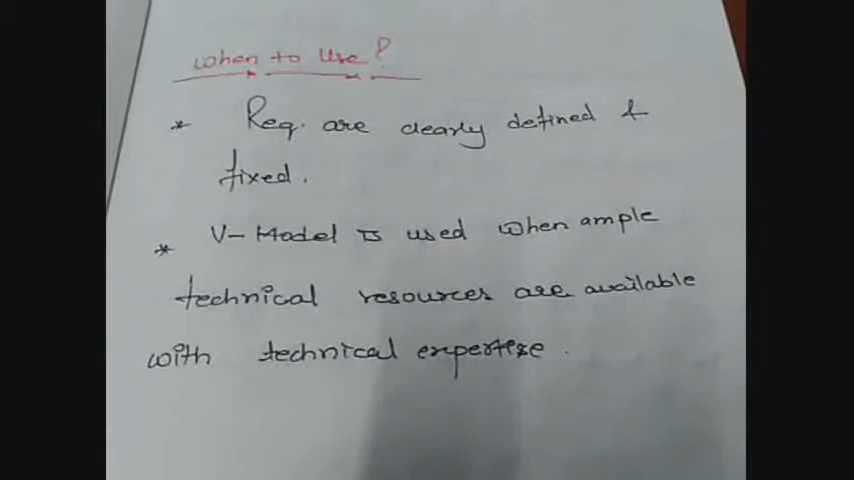 When to Use?
* Req. are clearly defined &
fixed.
* V-Model is used when ample
technical resources are available
with technical expertise.